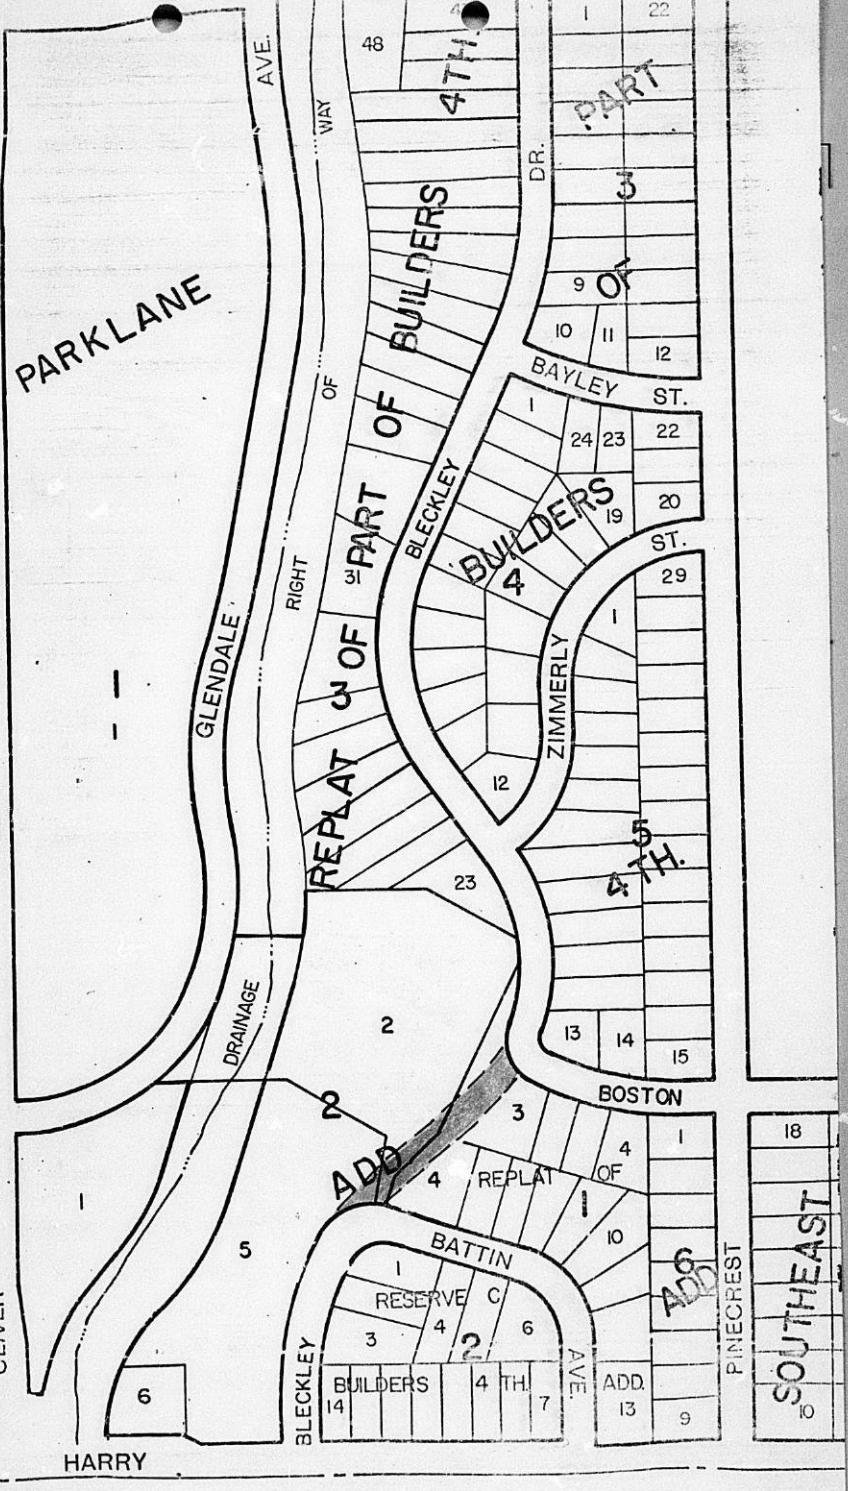 48
AVE.
WAY
4TH.
1
22
PART
DR.
3
BUILDERS
OF
9
10
11
12
PARKLANE
OF
OF
BAYLEY ST.
1
24
23
22
PART
BLECKLEY
BUILDERS
4
19
20
ST.
29
RIGHT
31
1
GLENDALE
OF
3
REPLAT
ZIMMERLY
12
5
4 TH.
23
DRAINAGE
2
13
14
15
BOSTON
2
3
ADD
4
REPLAT OF
4
1
18
1
1
10
5
BATTIN
6
ADD
PINECREST
SOUTHEAST
1
RESERVE C
3
4
2
6
6
BLECKLEY
BUILDERS 4 TH.
ADD.
14
7
AVE.
13
9
10
HARRY